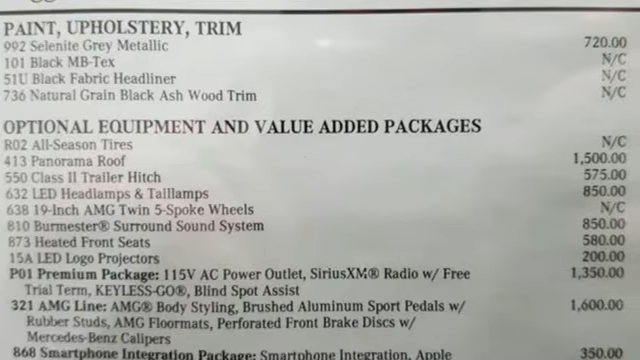 PAINT, UPHOLSTERY, TRIM
992 Selenite Grey Metallic 720.00
101 Black MB-Tex N/C
51U Black Fabric Headliner N/C
736 Natural Grain Black Ash Wood Trim N/C
OPTIONAL EQUIPMENT AND VALUE ADDED PACKAGES
R02 All-Season Tires N/C
413 Panorama Roof 1,500.00
550 Class II Trailer Hitch 575.00
632 LED Headlamps & Taillamps 850.00
638 19-Inch AMG Twin 5-Spoke Wheels N/C
810 Burmester® Surround Sound System 850.00
873 Heated Front Seats 580.00
15A LED Logo Projectors 200.00
P01 Premium Package: 115V AC Power Outlet, SiriusXM® Radio w/ Free 1,350.00
Trial Term, KEYLESS-GO®, Blind Spot Assist
321 AMG Line: AMG® Body Styling, Brushed Aluminum Sport Pedals w/ 1,600.00
Rubber Studs, AMG Floormats, Perforated Front Brake Discs w/
Mercedes-Benz Calipers
868 Smartphone Integration Package: Smartphone Integration, Apple 350.00